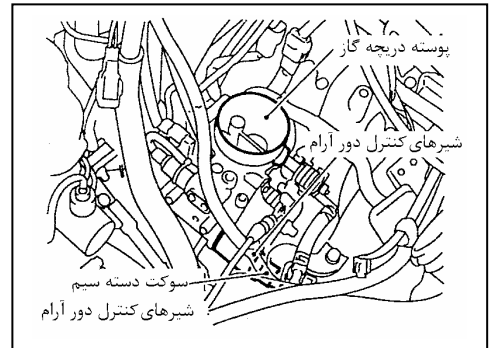 پوسته دریچه گاز
شیرهای کنترل دور آرام
سوکت دسته سیم
شیرهای کنترل دور آرام